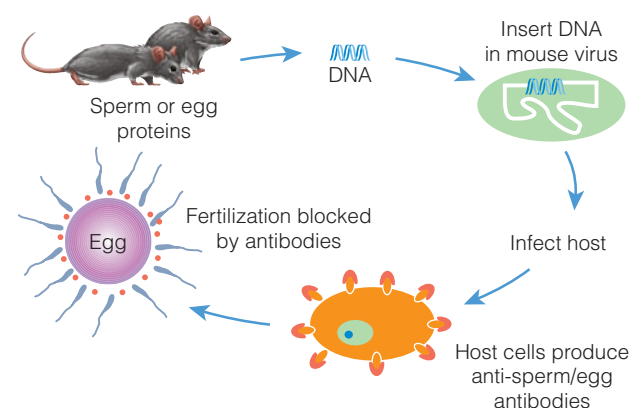 Sperm or egg
proteins
DNA
Insert DNA
in mouse virus
Infect host
Host cells produce
anti-sperm/egg
antibodies
Fertilization blocked
by antibodies
Egg